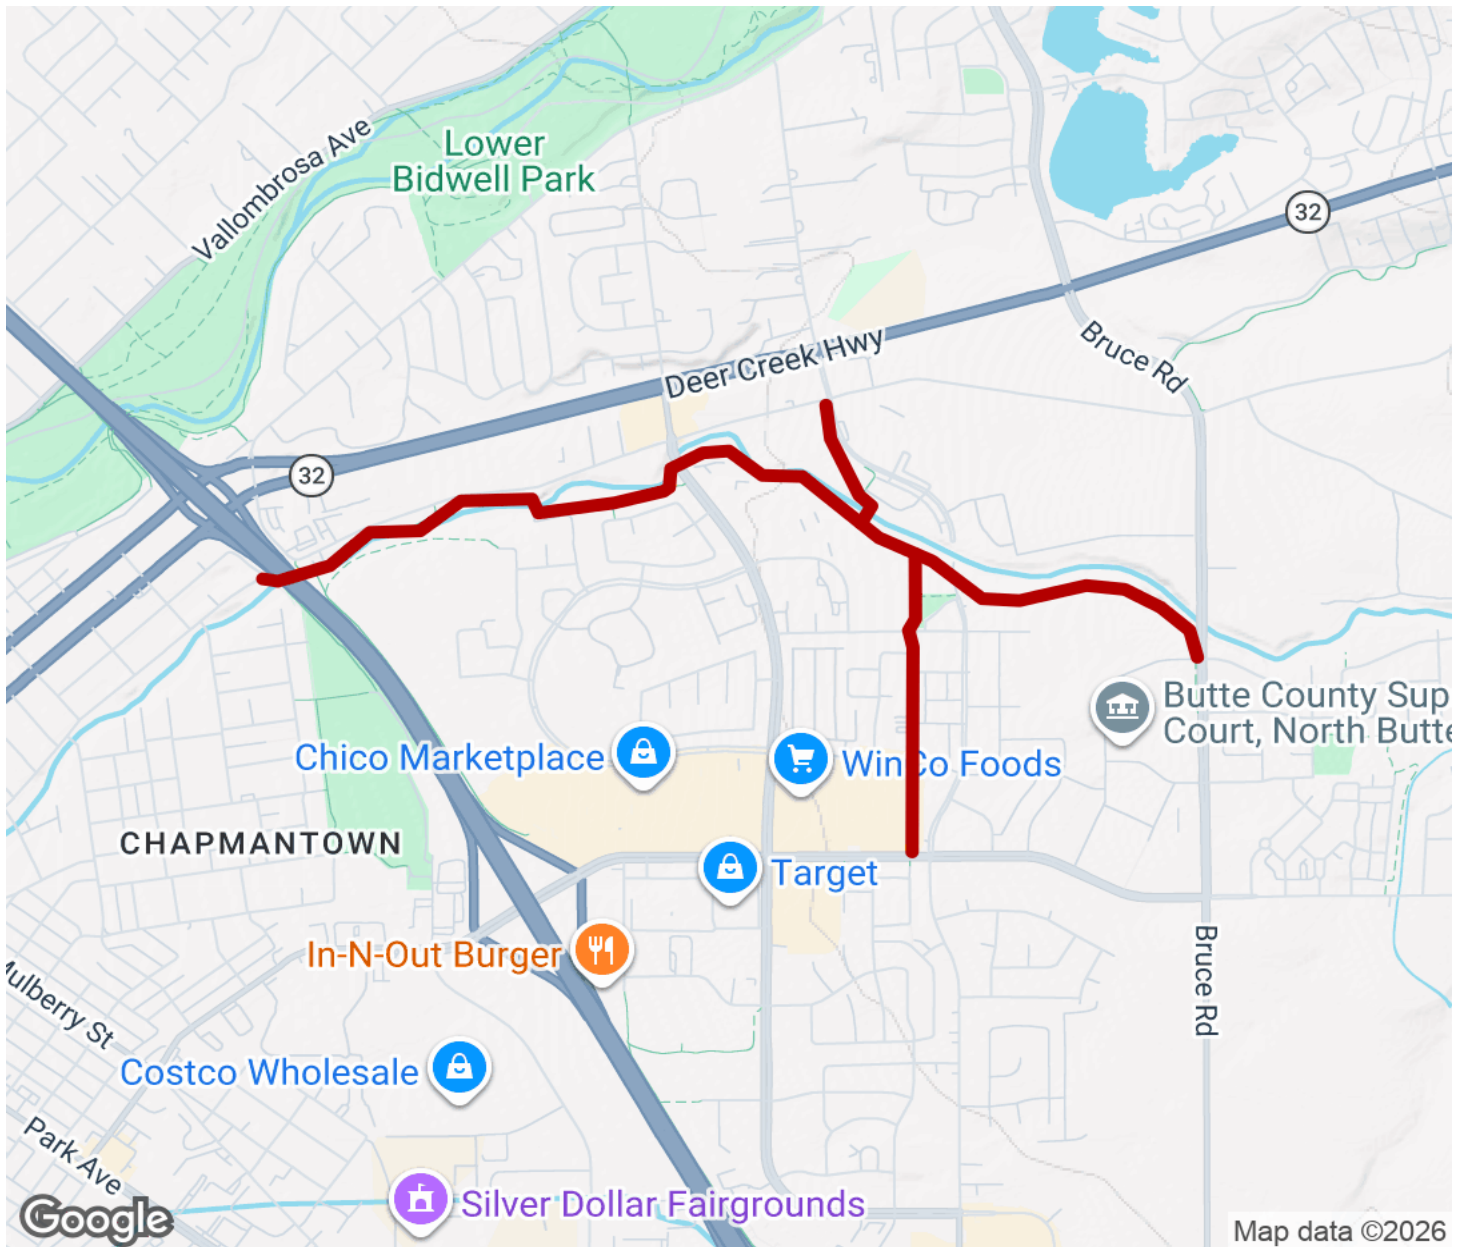 Lower
Bidwell Park
Vallombrosa Ave
32
Deer Creek Hwy
Bruce Rd
32
Butte County Sup
Court, North Butte
Chico Marketplace
WinCo Foods
CHAPMANTOWN
Target
In-N-Out Burger
Bruce Rd
Mulberry St
Costco Wholesale
Park Ave
Silver Dollar Fairgrounds
Google
Map data ©2026